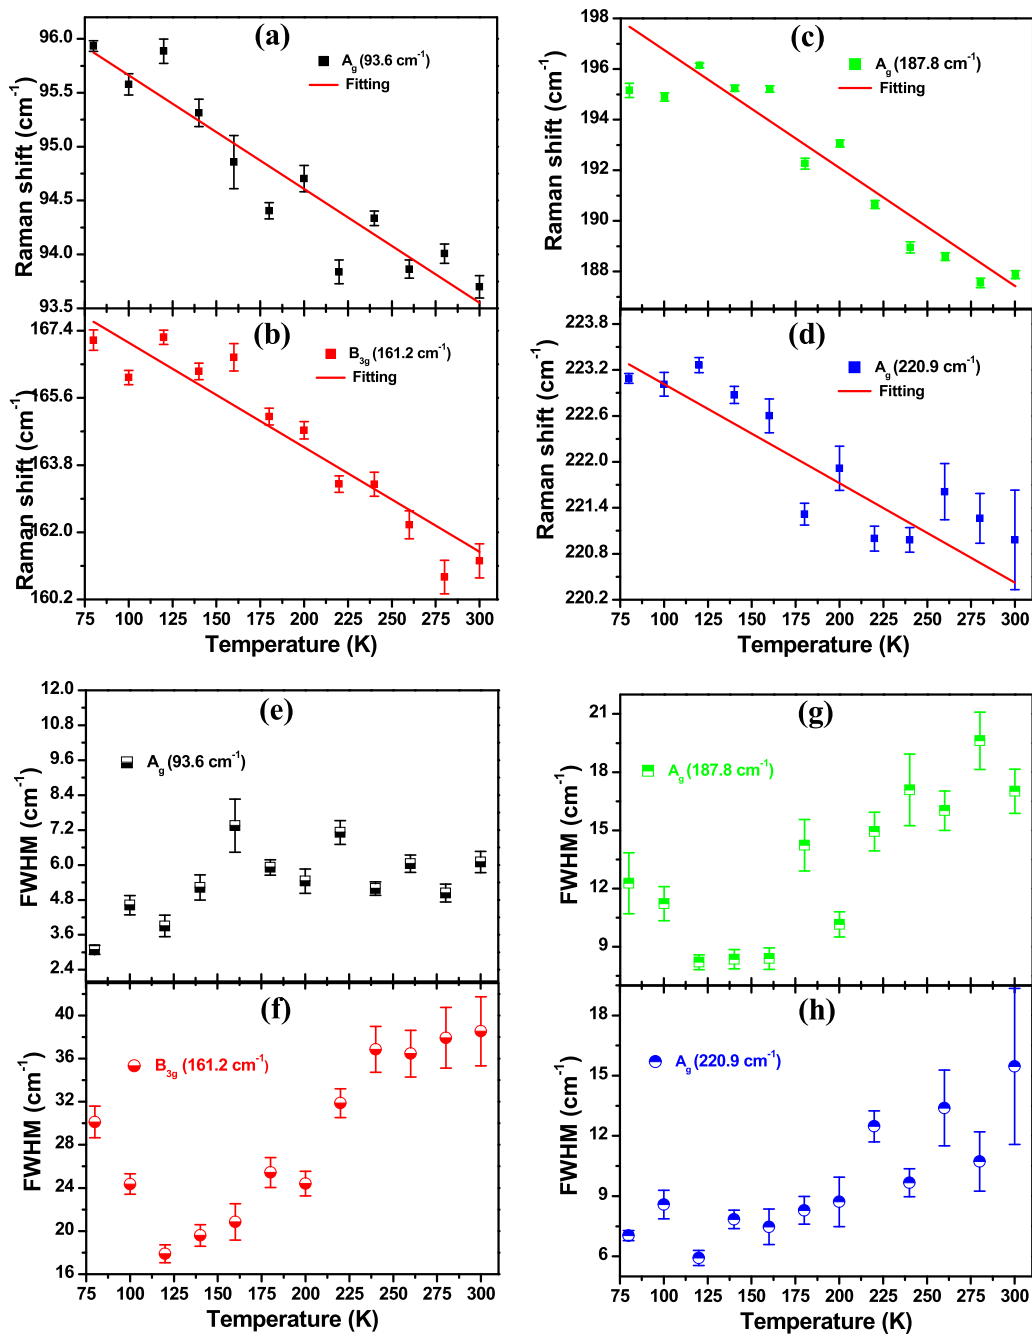 (a)
A_g (93.6 cm^-1)
Fitting
Raman shift (cm^-1)
96.0
95.5
95.0
94.5
94.0
93.5
(b)
B_3g (161.2 cm^-1)
Fitting
Raman shift (cm^-1)
167.4
165.6
163.8
162.0
160.2
75 100 125 150 175 200 225 250 275 300
Temperature (K)
(c)
A_g (187.8 cm^-1)
Fitting
Raman shift (cm^-1)
198
196
194
192
190
188
(d)
A_g (220.9 cm^-1)
Fitting
Raman shift (cm^-1)
223.8
223.2
222.6
222.0
221.4
220.8
220.2
75 100 125 150 175 200 225 250 275 300
Temperature (K)
(e)
A_g (93.6 cm^-1)
FWHM (cm^-1)
12.0
10.8
9.6
8.4
7.2
6.0
4.8
3.6
2.4
(f)
B_3g (161.2 cm^-1)
FWHM (cm^-1)
40
36
32
28
24
20
16
75 100 125 150 175 200 225 250 275 300
Temperature (K)
(g)
A_g (187.8 cm^-1)
FWHM (cm^-1)
21
18
15
12
9
(h)
A_g (220.9 cm^-1)
FWHM (cm^-1)
18
15
12
9
6
75 100 125 150 175 200 225 250 275 300
Temperature (K)